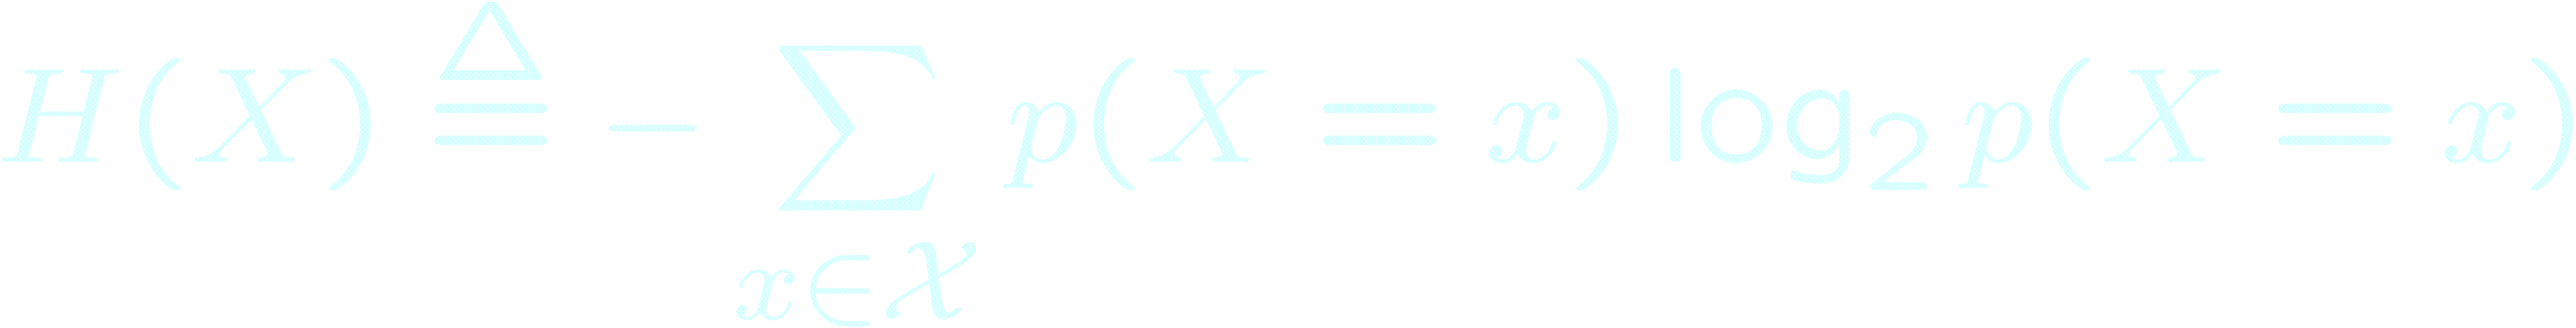 H(X) ≜ − ∑_{x∈𝒳} p(X = x) log₂ p(X = x)